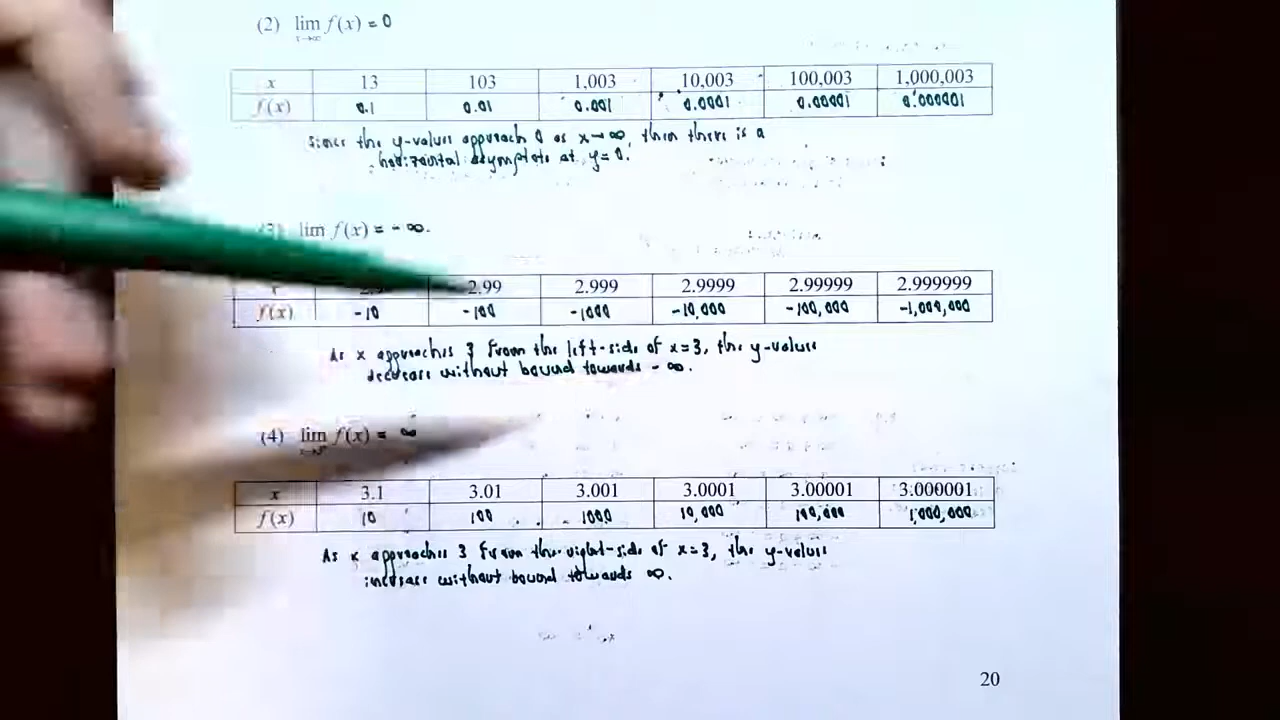 (2) lim f(x) = 0
x→∞
x 13 103 1,003 10,003 100,003 1,000,003
f(x) 0.1 0.01 0.001 0.0001 0.00001 0.000001
Since the y-values approach 0 as x→∞, then there is a
horizontal asymptote at y=0.
lim f(x) = -∞.
2.99 2.999 2.9999 2.99999 2.999999
f(x) -10 -100 -1000 -10,000 -100,000 -1,000,000
As x approaches 3 from the left-side of x=3, the y-values
decrease without bound towards -∞.
(4) lim f(x) = ∞
x 3.1 3.01 3.001 3.0001 3.00001 3.000001
f(x) 10 100 1000 10,000 100,000 1,000,000
As x approaches 3 from the right-side of x=3, the y-values
increase without bound towards ∞.
20